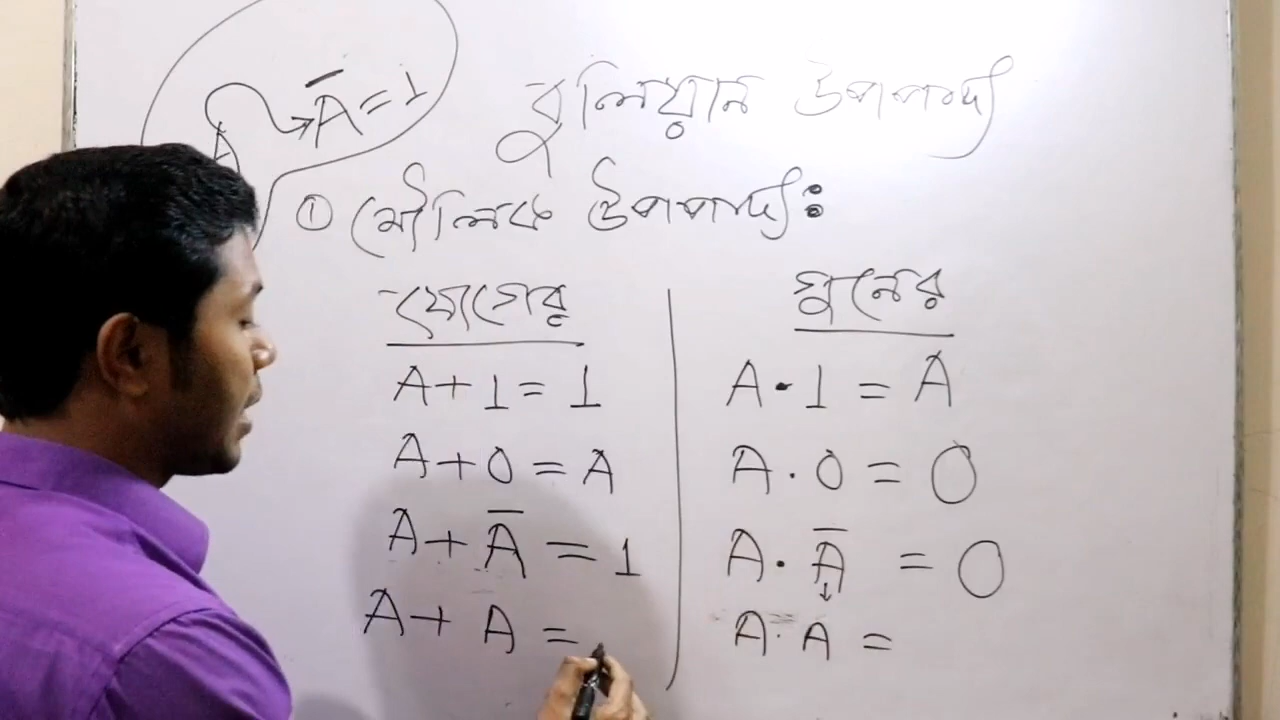 A → A̅ = 1
বুলিয়ান উপপাদ্য
① মৌলিক উপপাদ্য:
যোগের
A + 1 = 1
A + 0 = A
A + A̅ = 1
A + A =
গুনের
A · 1 = A
A · 0 = 0
A · A̅ = 0
↓
A · A =